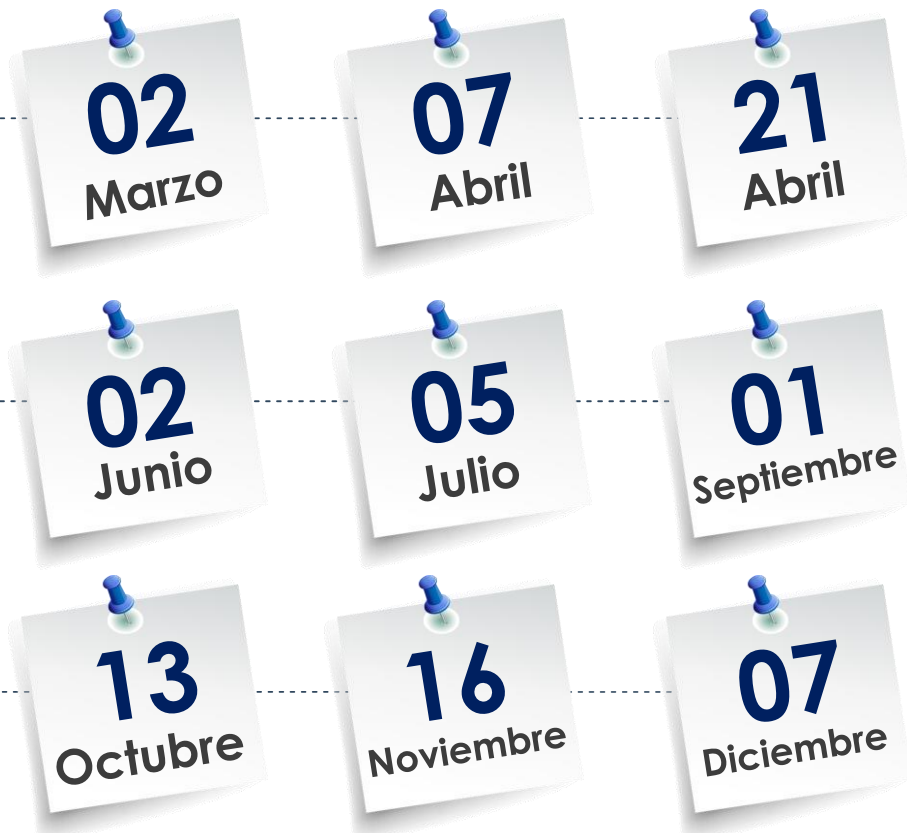 02
Marzo
07
Abril
21
Abril
02
Junio
05
Julio
01
Septiembre
13
Octubre
16
Noviembre
07
Diciembre